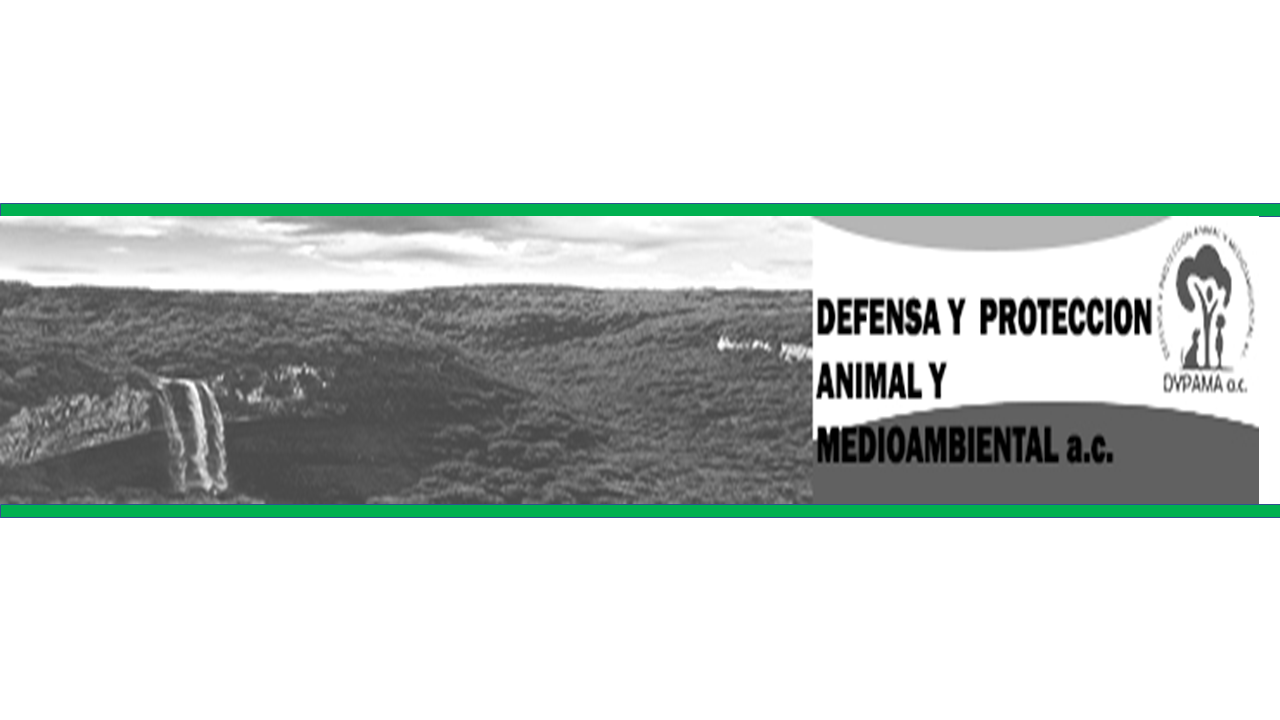 DEFENSA Y PROTECCION
ANIMAL Y
MEDIOAMBIENTAL a.c.
DEFENSA Y PROTECCION ANIMAL Y MEDIOAMBIENTAL a.c.
DYPAMA a.c.